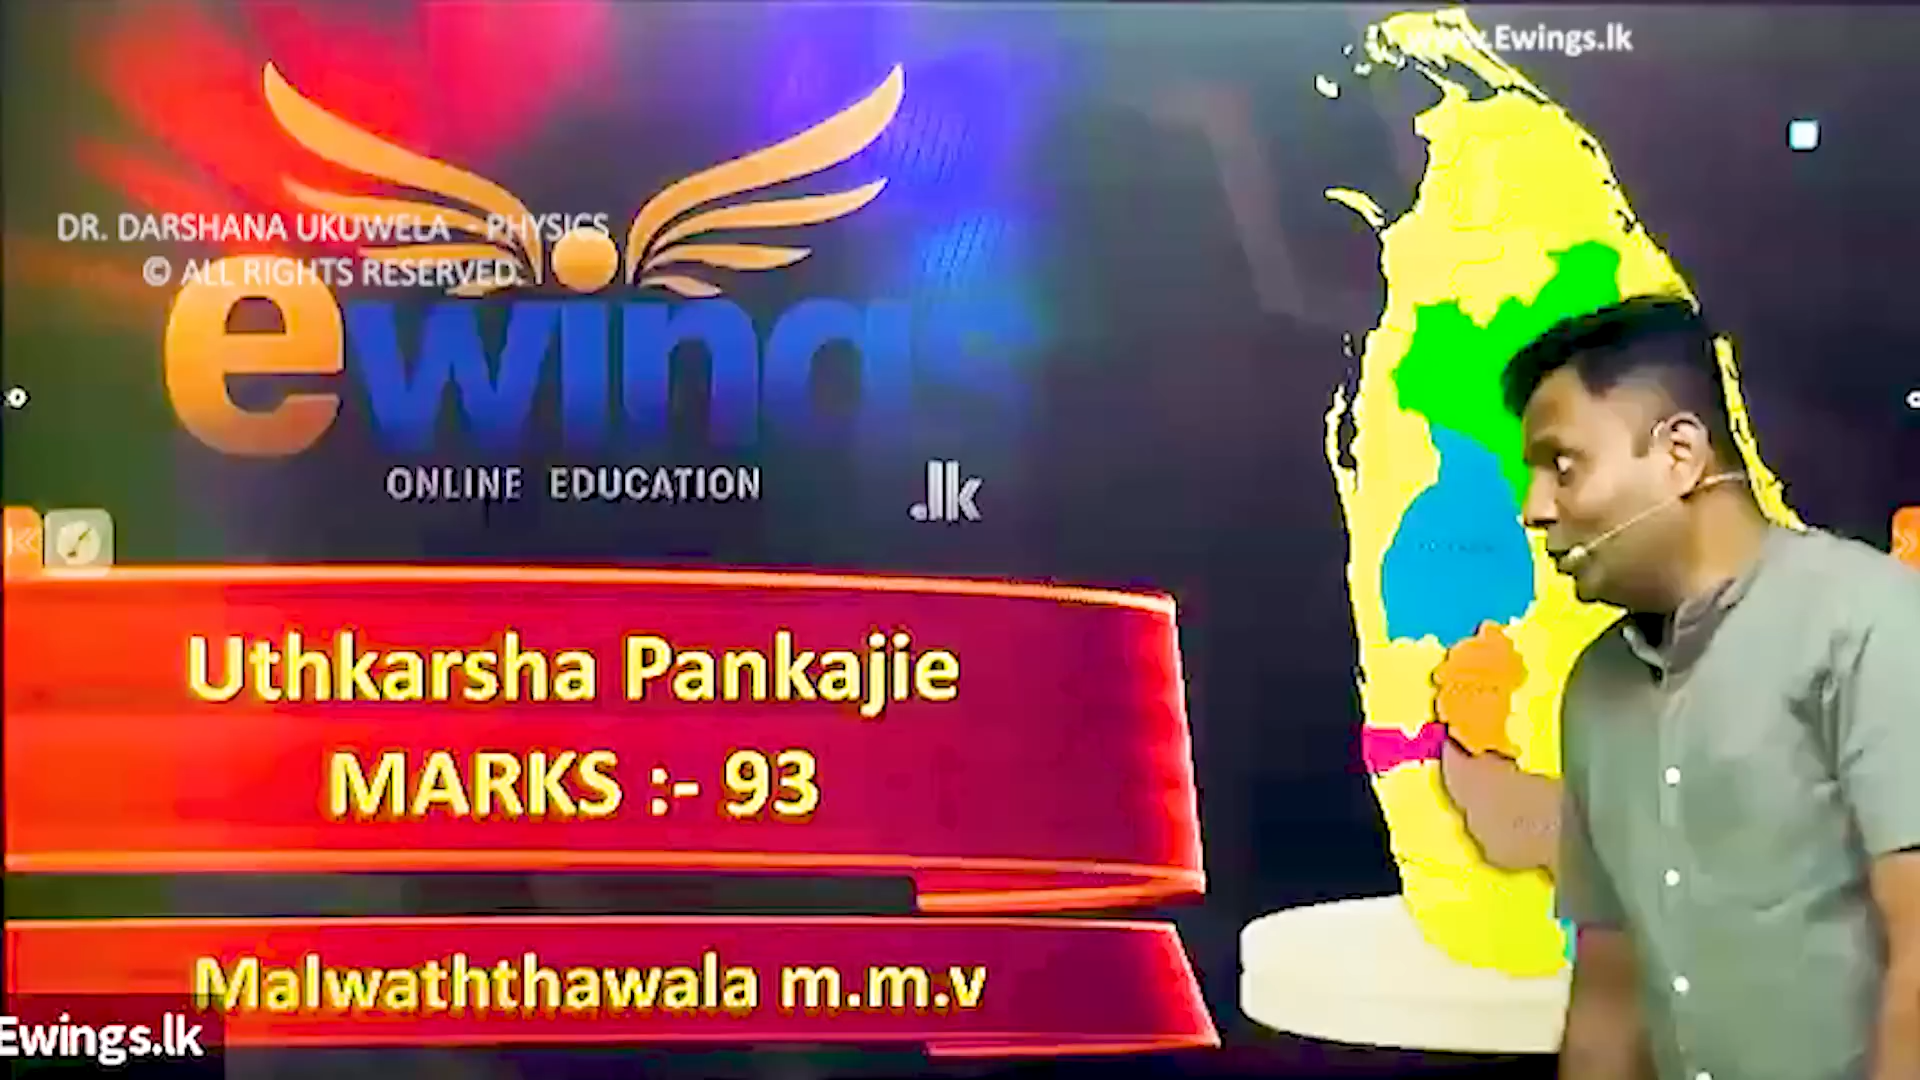 www.Ewings.lk
DR. DARSHANA UKUWELA - PHYSICS
© ALL RIGHTS RESERVED.
ewings
ONLINE EDUCATION
.lk
Uthkarsha Pankajie
MARKS :- 93
Malwaththawala m.m.v
Ewings.lk